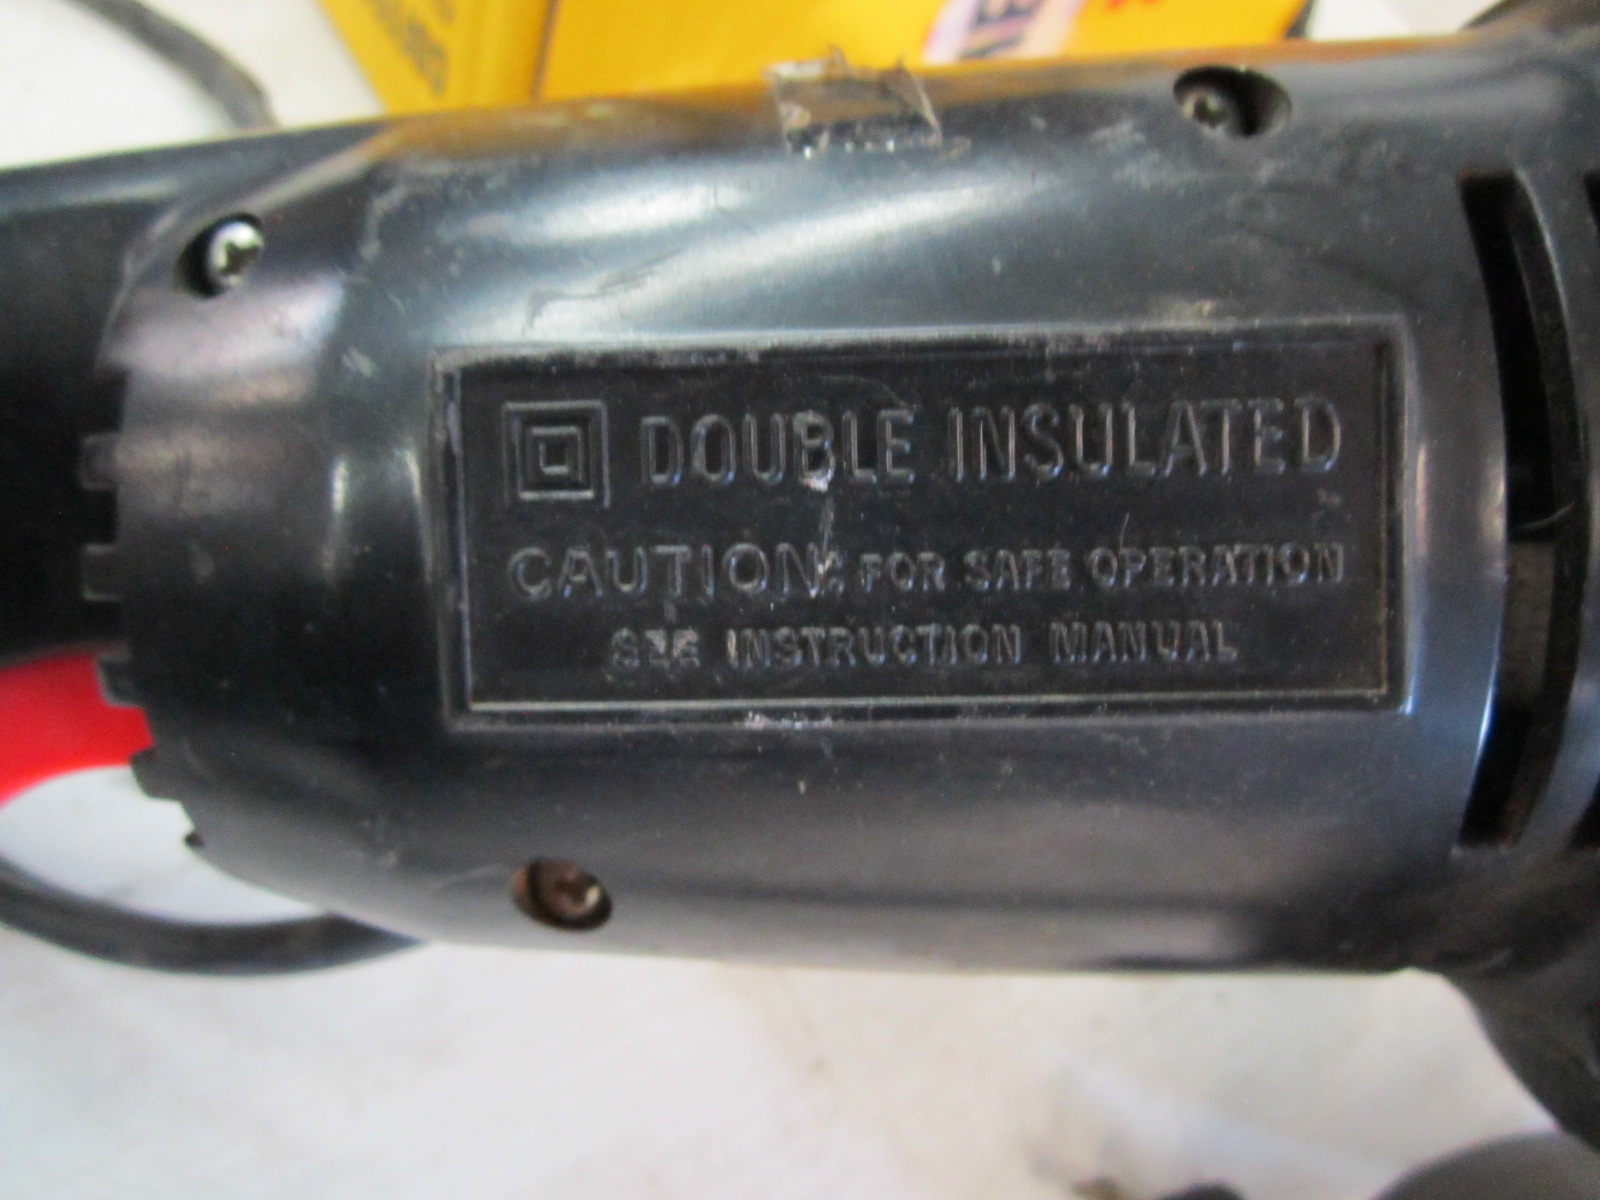 DOUBLE INSULATED
CAUTION: FOR SAFE OPERATION
SEE INSTRUCTION MANUAL